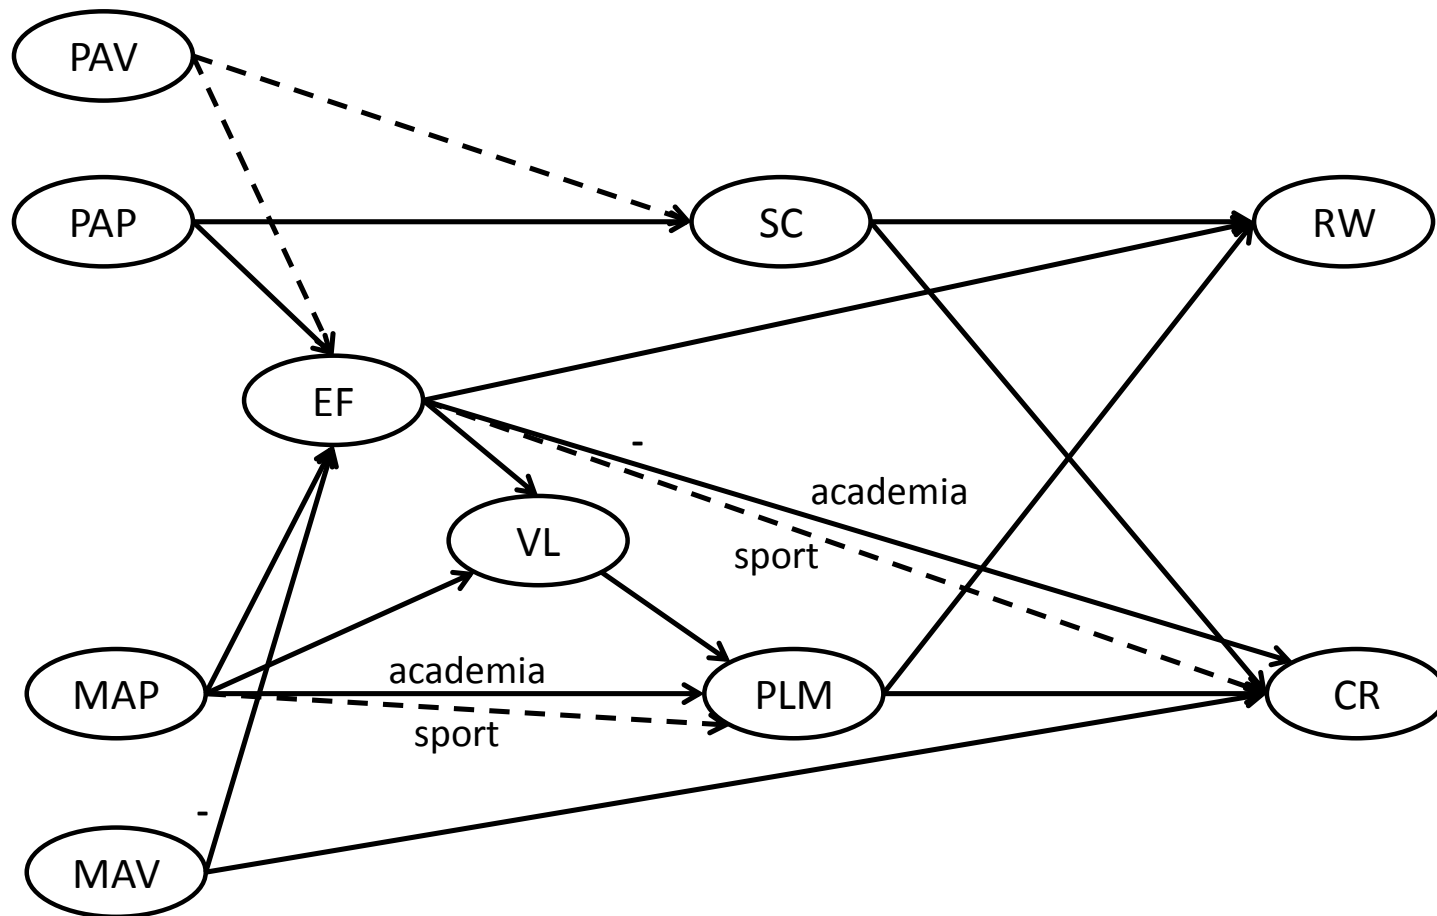 PAV
PAP
SC
RW
EF
-
academia
sport
VL
academia
MAP
PLM
CR
sport
-
MAV